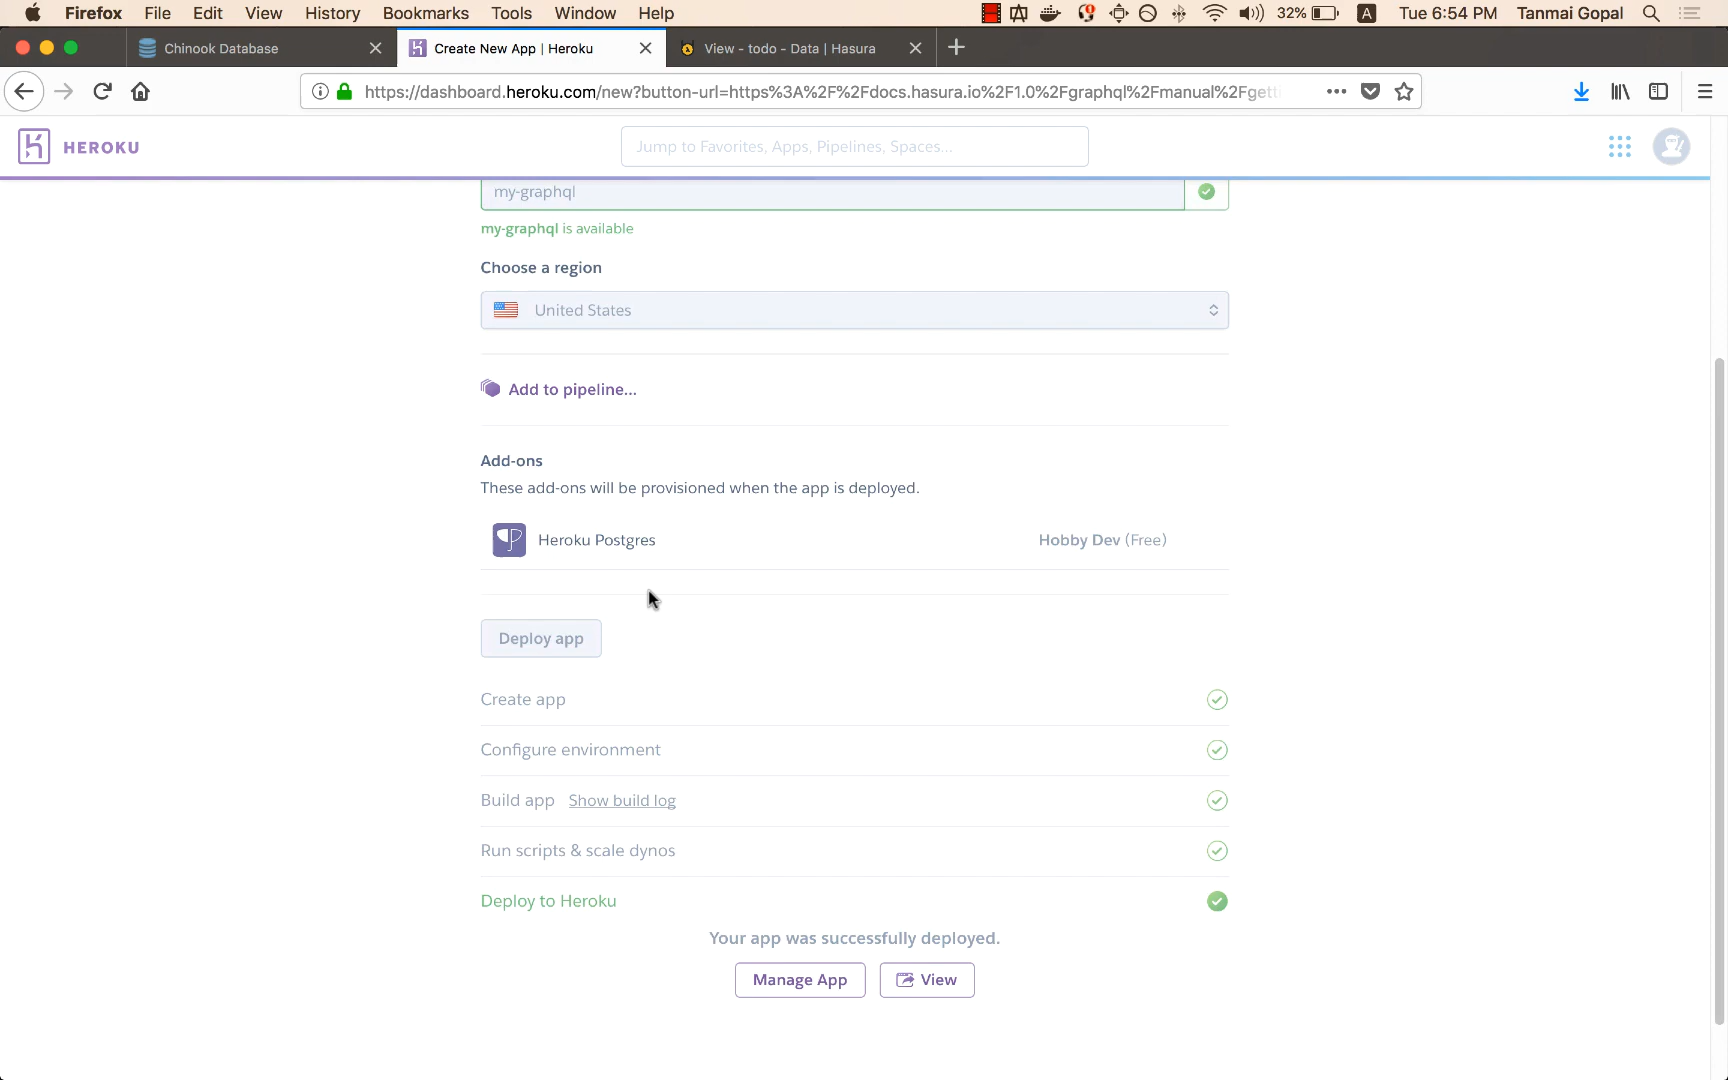 Firefox File Edit View History Bookmarks Tools Window Help 32% A Tue 6:54 PM Tanmai Gopal
Chinook Database Create New App | Heroku View - todo - Data | Hasura
https://dashboard.heroku.com/new?button-url=https%3A%2F%2Fdocs.hasura.io%2F1.0%2Fgraphql%2Fmanual%2Fgett
HEROKU Jump to Favorites, Apps, Pipelines, Spaces...
my-graphql
my-graphql is available
Choose a region
United States
Add to pipeline...
Add-ons
These add-ons will be provisioned when the app is deployed.
Heroku Postgres Hobby Dev (Free)
Deploy app
Create app
Configure environment
Build app Show build log
Run scripts & scale dynos
Deploy to Heroku
Your app was successfully deployed.
Manage App View